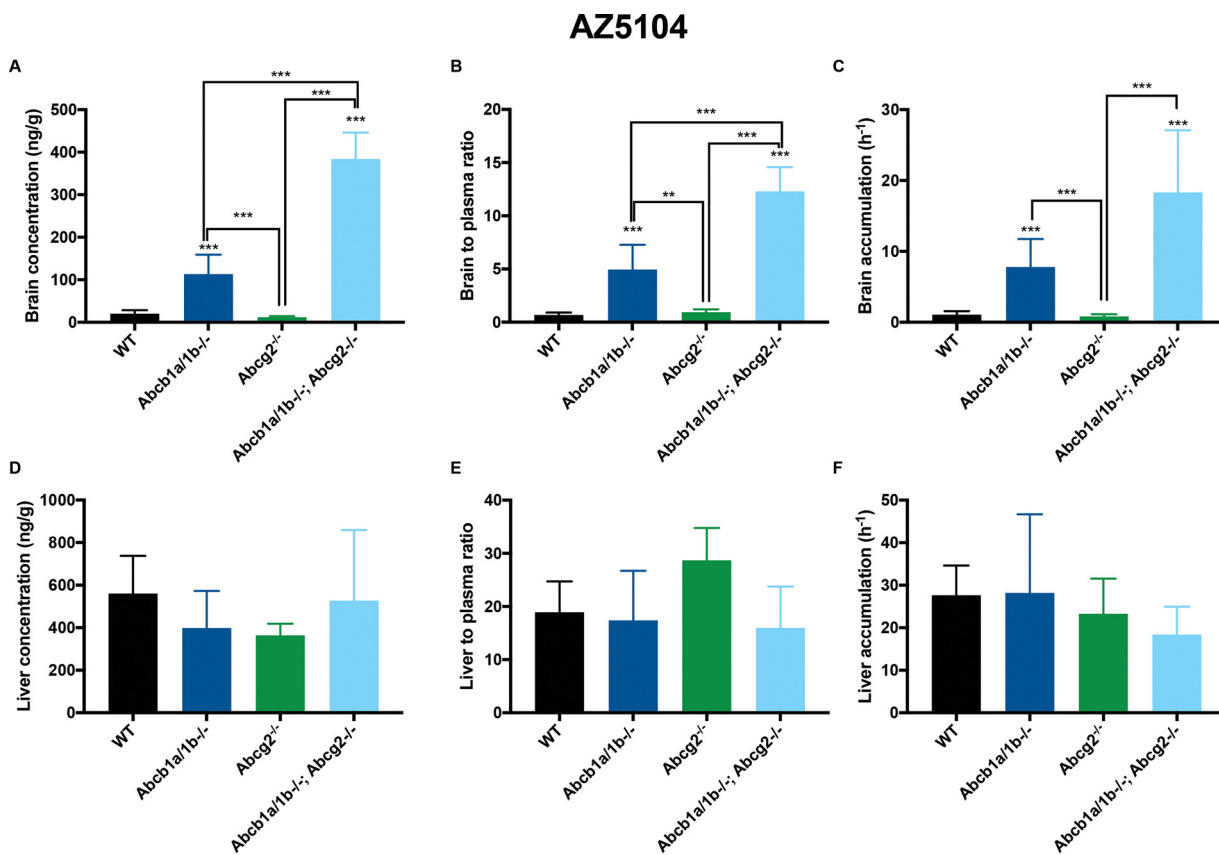 AZ5104
A
Brain concentration (ng/g)
500
400
300
200
100
0
***
***
***
***
***
WT
Abcb1a/1b-/-
Abcg2-/-
Abcb1a/1b-/-; Abcg2-/-
B
Brain to plasma ratio
20
15
10
5
0
***
***
***
**
***
WT
Abcb1a/1b-/-
Abcg2-/-
Abcb1a/1b-/-; Abcg2-/-
C
Brain accumulation (h-1)
30
20
10
0
***
***
***
***
WT
Abcb1a/1b-/-
Abcg2-/-
Abcb1a/1b-/-; Abcg2-/-
D
Liver concentration (ng/g)
1000
800
600
400
200
0
WT
Abcb1a/1b-/-
Abcg2-/-
Abcb1a/1b-/-; Abcg2-/-
E
Liver to plasma ratio
40
30
20
10
0
WT
Abcb1a/1b-/-
Abcg2-/-
Abcb1a/1b-/-; Abcg2-/-
F
Liver accumulation (h-1)
50
40
30
20
10
0
WT
Abcb1a/1b-/-
Abcg2-/-
Abcb1a/1b-/-; Abcg2-/-